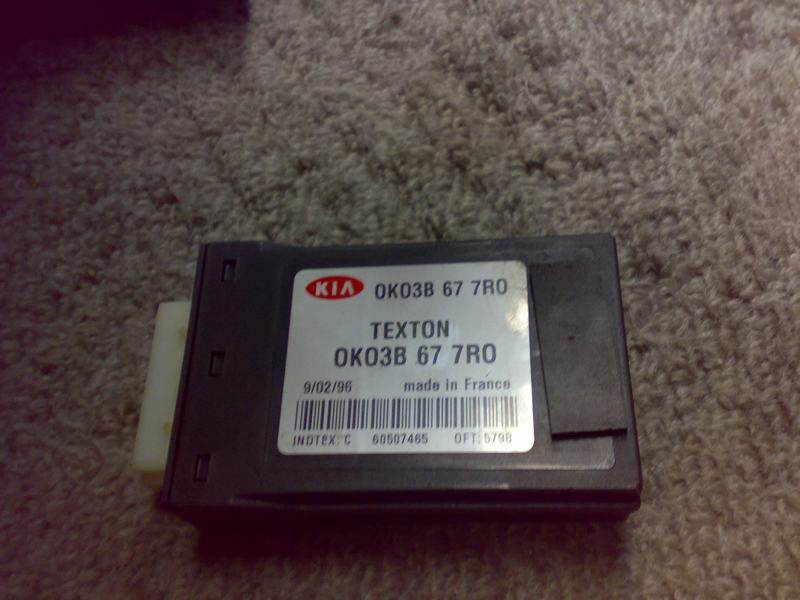 KIA 0K03B 67 7R0
TEXTON
0K03B 67 7R0
9/02/96 made in France
INDTEX: C 60507465 OFT: 5798